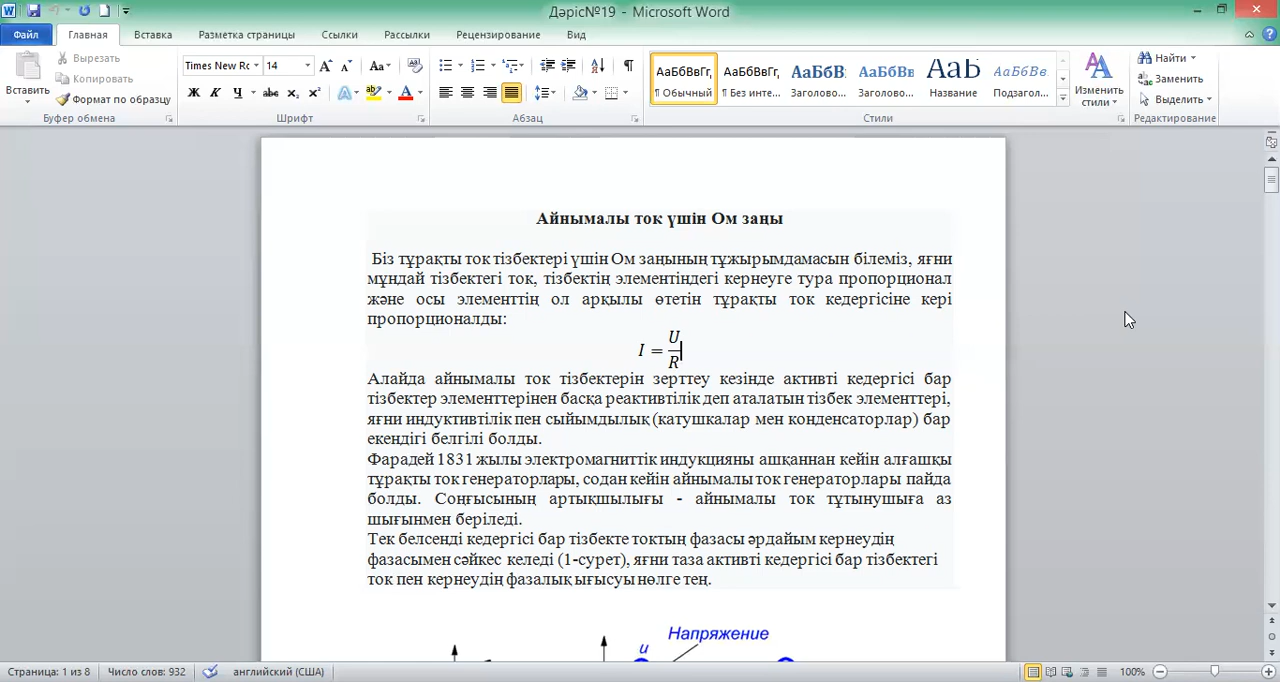 Дәріс№19 - Microsoft Word
Файл Главная Вставка Разметка страницы Ссылки Рассылки Рецензирование Вид
Вставить
Вырезать
Копировать
Формат по образцу
Буфер обмена
Times New Rc 14
Ж К Ч abc x₂ x² A A
Шрифт
Абзац
АаБбВвГг, АаБбВвГг, АаБбВ АаБбВв АаБ АаБбВв
¶ Обычный ¶ Без инте... Заголово... Заголово... Название Подзагол...
Изменить стили
Стили
Найти
Заменить
Выделить
Редактирование
Айнымалы ток үшін Ом заңы
Біз тұрақты ток тізбектері үшін Ом заңының тұжырымдамасын білеміз, яғни
мұндай тізбектегі ток, тізбектің элементіндегі кернеуге тура пропорционал
және осы элементтің ол арқылы өтетін тұрақты ток кедергісіне кері
пропорционалды:
I = U/R
Алайда айнымалы ток тізбектерін зерттеу кезінде активті кедергісі бар
тізбектер элементтерінен басқа реактивтілік деп аталатын тізбек элементтері,
яғни индуктивтілік пен сыйымдылық (катушкалар мен конденсаторлар) бар
екендігі белгілі болды.
Фарадей 1831 жылы электромагниттік индукцияны ашқаннан кейін алғашқы
тұрақты ток генераторлары, содан кейін айнымалы ток генераторлары пайда
болды. Соңғысының артықшылығы - айнымалы ток тұтынушыға аз
шығынмен беріледі.
Тек белсенді кедергісі бар тізбекте токтың фазасы әрдайым кернеудің
фазасымен сәйкес келеді (1-сурет), яғни таза активті кедергісі бар тізбектегі
ток пен кернеудің фазалық ығысуы нөлге тең.
Напряжение
u
Страница: 1 из 8 Число слов: 932 английский (США) 100%